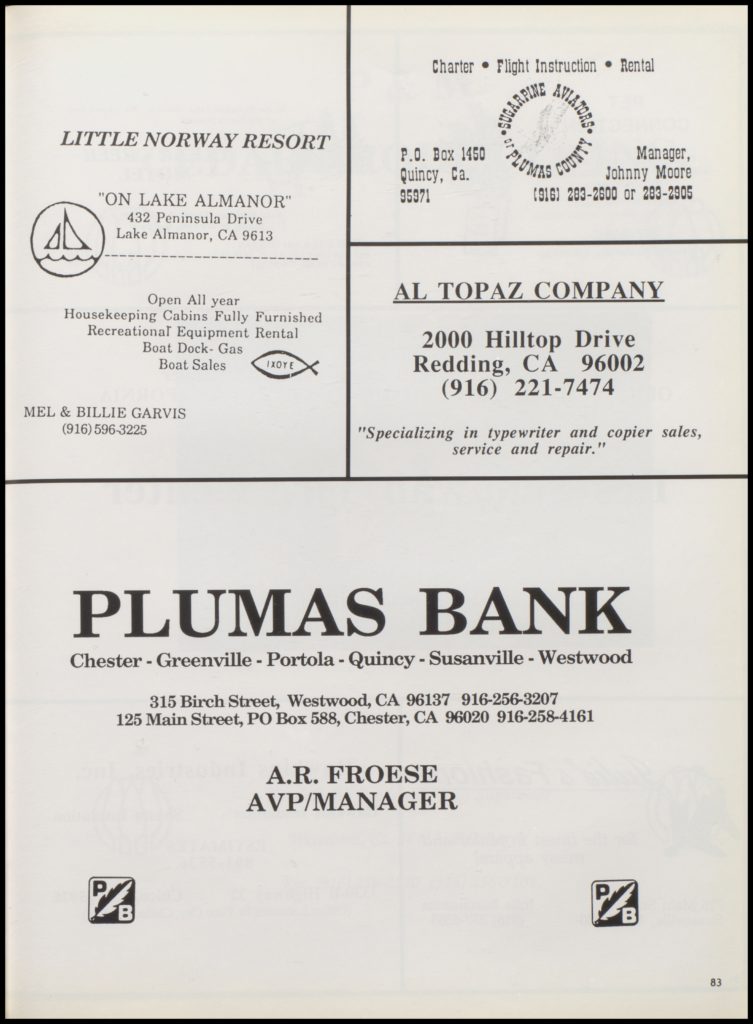 LITTLE NORWAY RESORT
"ON LAKE ALMANOR"
432 Peninsula Drive
Lake Almanor, CA 9613
Open All year
Housekeeping Cabins Fully Furnished
Recreational Equipment Rental
Boat Dock- Gas
Boat Sales
IXOYE
MEL & BILLIE GARVIS
(916) 596-3225
Charter • Flight Instruction • Rental
• SUGARPINE AVIATORS •
of PLUMAS COUNTY
P.O. Box 1450
Quincy, Ca.
95971
Manager,
Johnny Moore
(916) 283-2600 or 283-2905
AL TOPAZ COMPANY
2000 Hilltop Drive
Redding, CA 96002
(916) 221-7474
"Specializing in typewriter and copier sales,
service and repair."
PLUMAS BANK
Chester - Greenville - Portola - Quincy - Susanville - Westwood
315 Birch Street, Westwood, CA 96137 916-256-3207
125 Main Street, PO Box 588, Chester, CA 96020 916-258-4161
A.R. FROESE
AVP/MANAGER
P B
P B
83